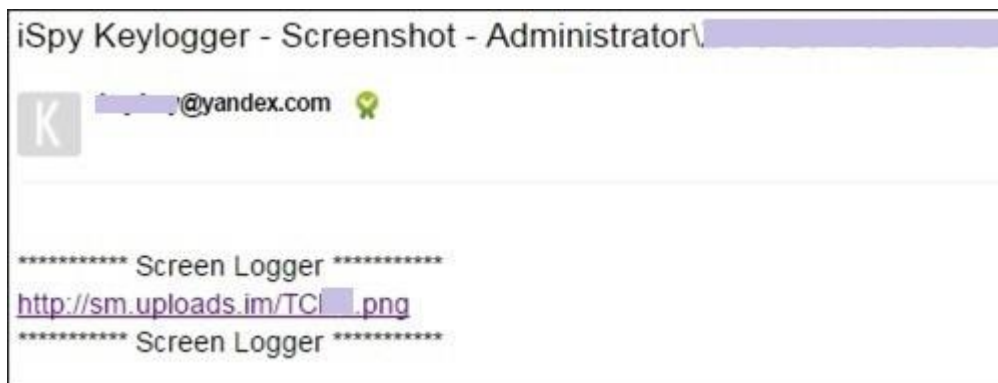 iSpy Keylogger - Screenshot - Administrator\
K
@yandex.com
*********** Screen Logger ***********
http://sm.uploads.im/TC .png
*********** Screen Logger ***********